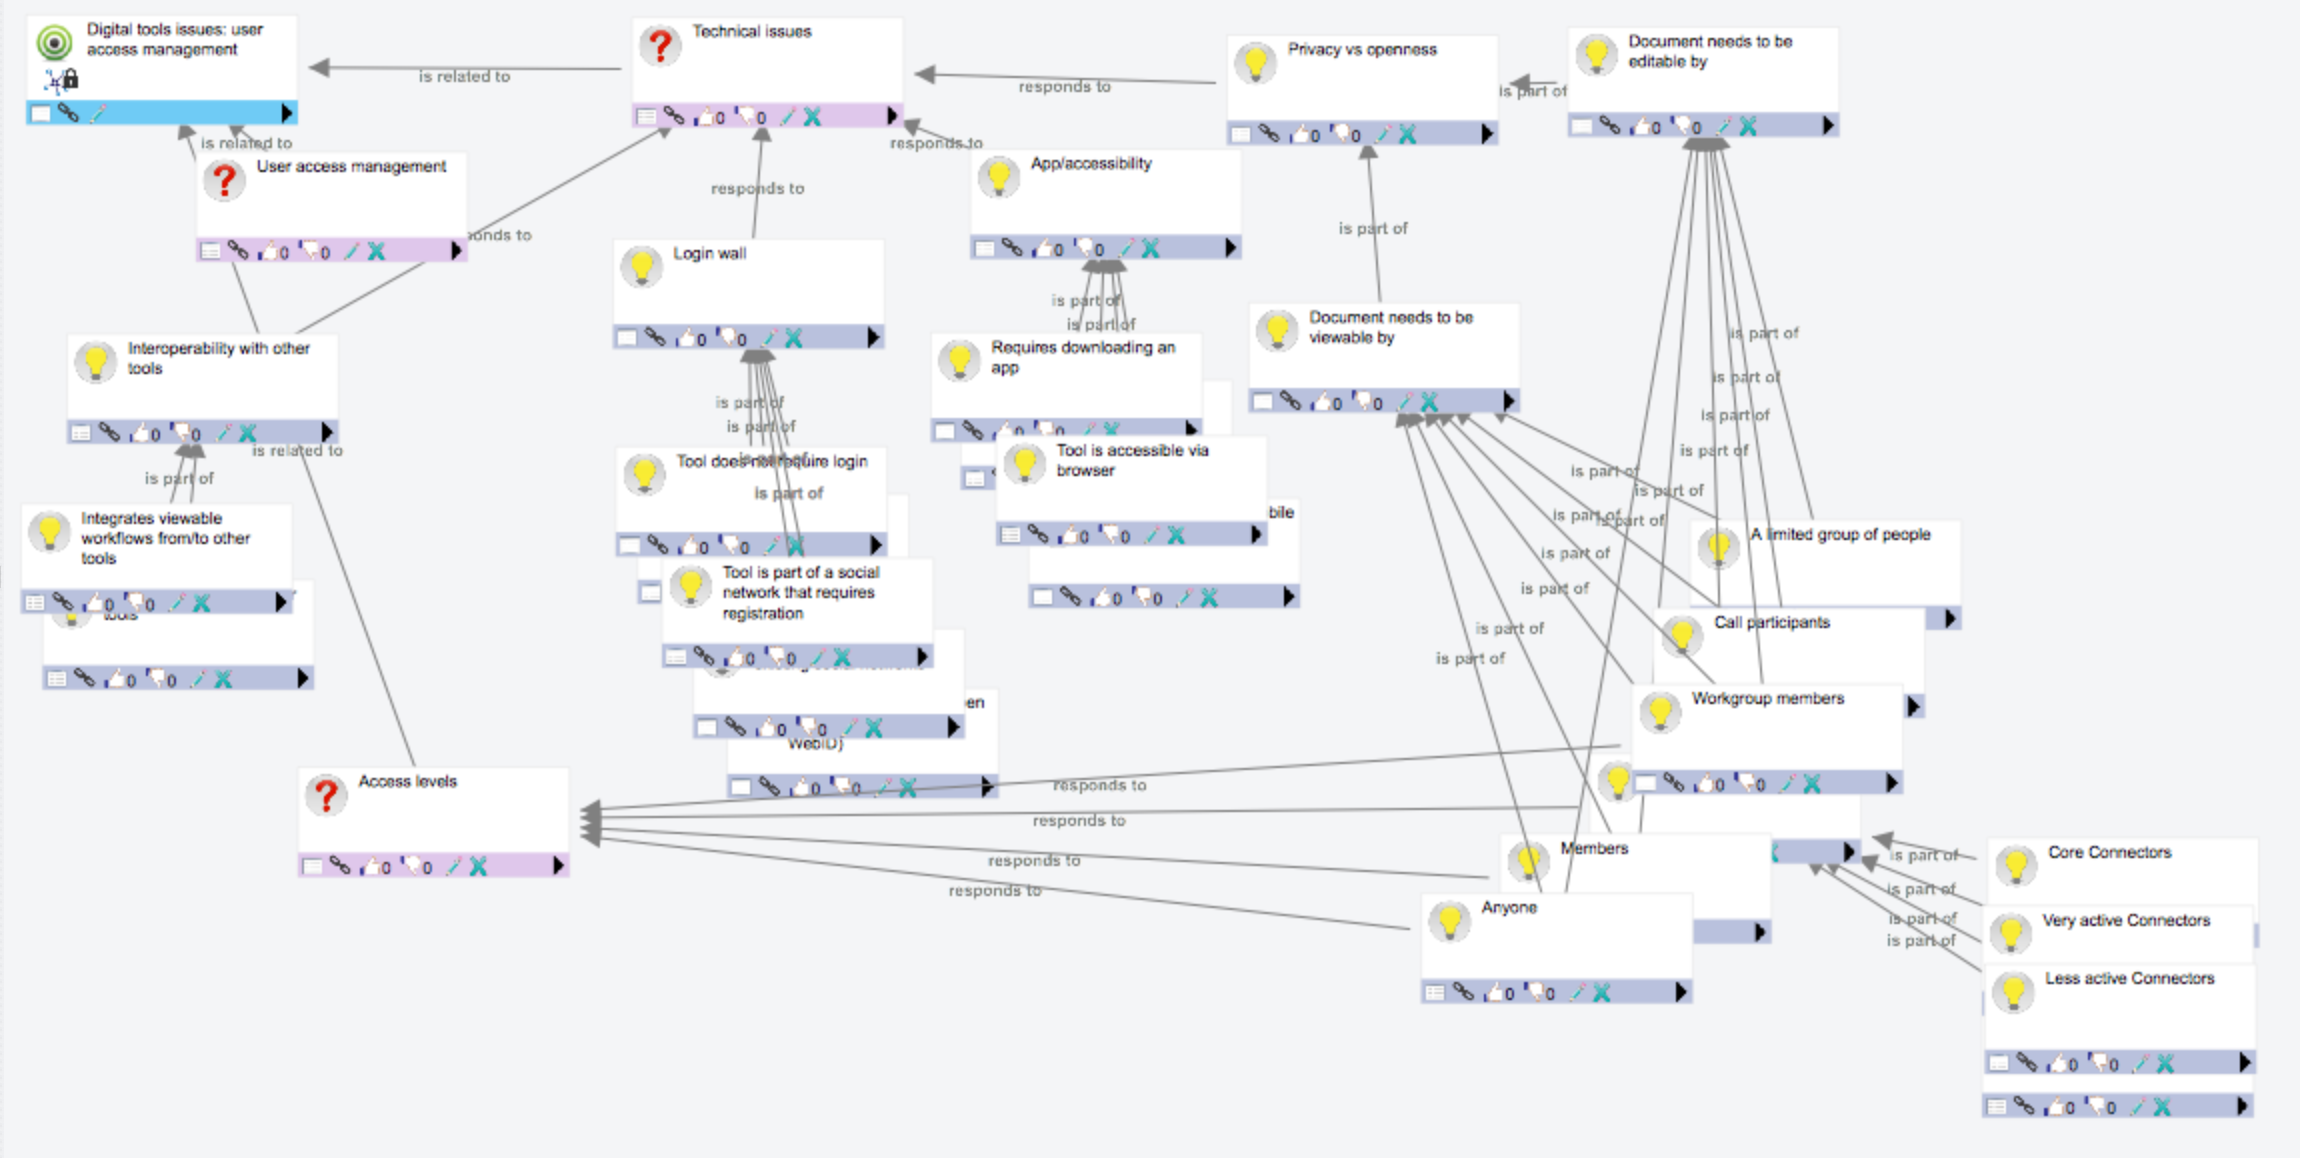 Digital tools issues: user
access management
is related to
Technical issues
responds to
Privacy vs openness
is part of
Document needs to be
editable by
0 0
0 0
0 0
is related to
User access management
0 0
onds to
responds to
responds to
App/accessibility
0 0
is part of
Login wall
0 0
is part of
is part of
Document needs to be
viewable by
0 0
is part of
is part of
is part of
is part of
Interoperability with other
tools
0 0
is related to
is part of
Requires downloading an
app
0 0
Tool is accessible via
browser
0 0
bile
0 0
is part of
is part of
Tool does not require login
is part of
0 0
Tool is part of a social
network that requires
registration
0 0
0 0
en
WebID)
0 0
Integrates viewable
workflows from/to other
tools
0 0
tools
0 0
is part of
is part of
is part of
is part of
is part of
is part of
is part of
is part of
A limited group of people
Call participants
Workgroup members
0 0
Access levels
0 0
responds to
responds to
responds to
responds to
Members
Anyone
0 0
is part of
is part of
is part of
is part of
Core Connectors
Very active Connectors
Less active Connectors
0 0
0 0